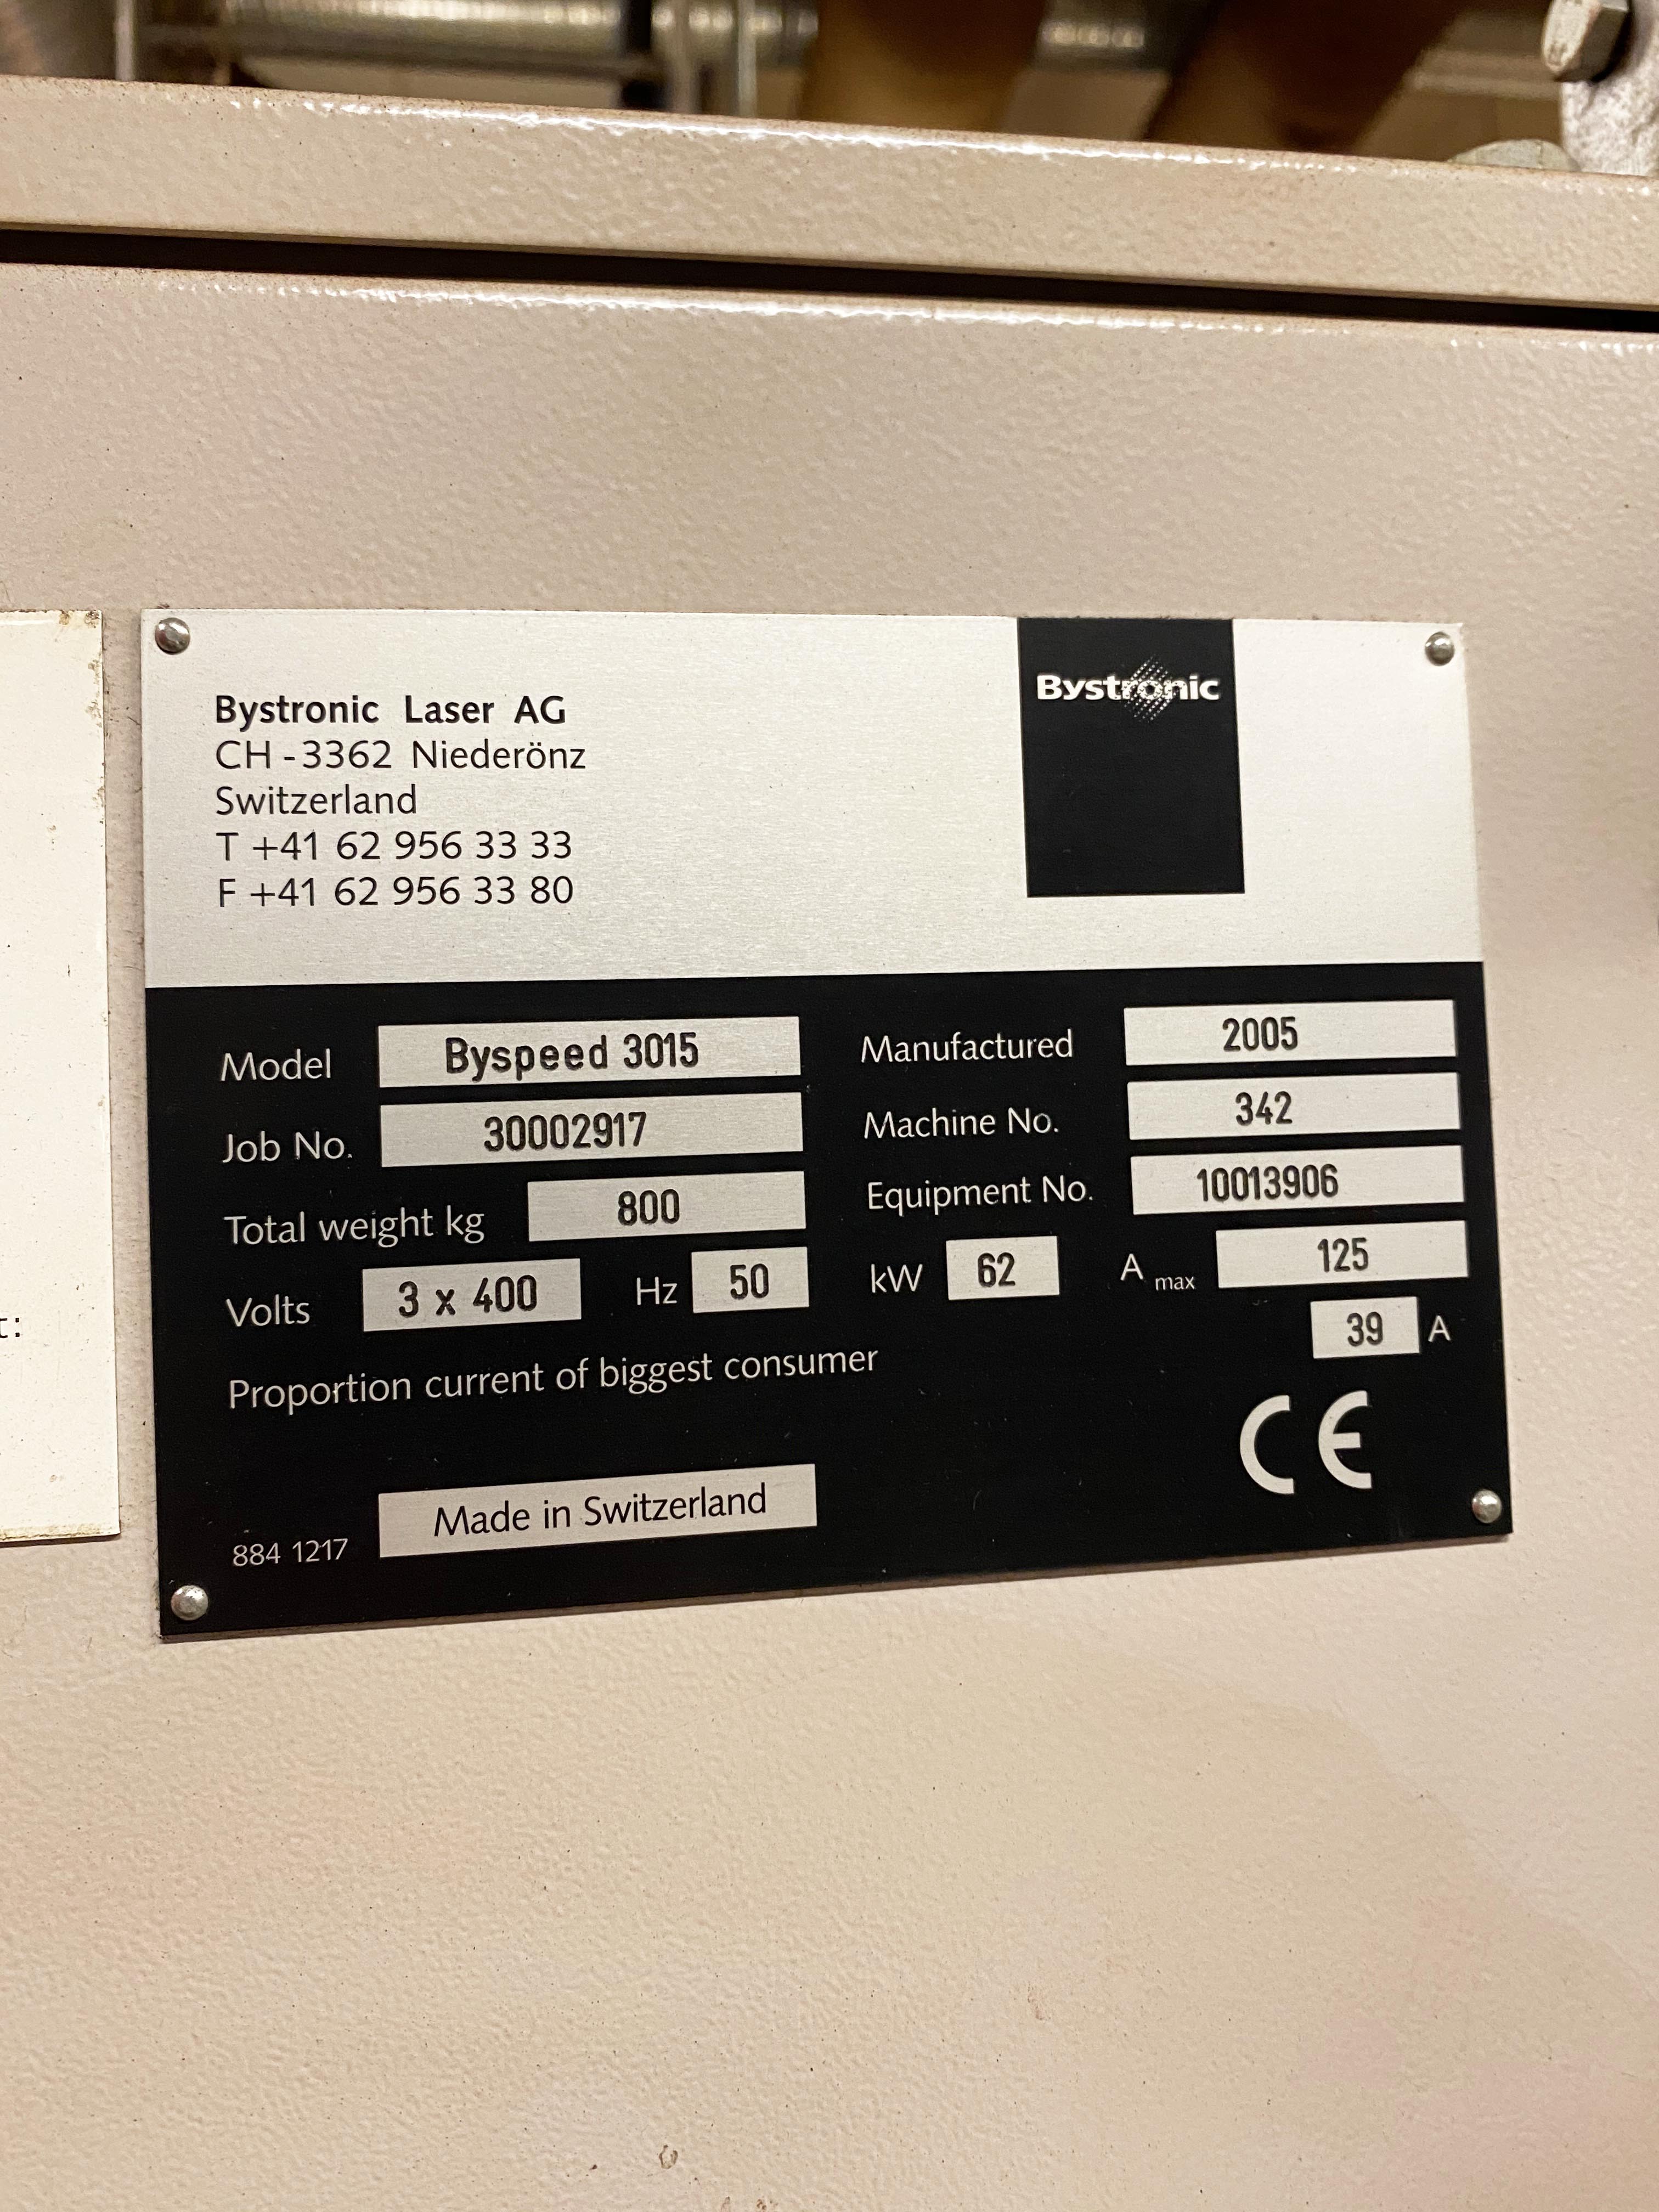 Bystronic Laser AG
CH-3362 Niederönz
Switzerland
T +41 62 956 33 33
F +41 62 956 33 80
Bystronic
Model Byspeed 3015 Manufactured 2005
Job No. 30002917 Machine No. 342
Total weight kg 800 Equipment No. 10013906
Volts 3 x 400 Hz 50 kW 62 A max 125
Proportion current of biggest consumer 39 A
CE
Made in Switzerland
884 1217